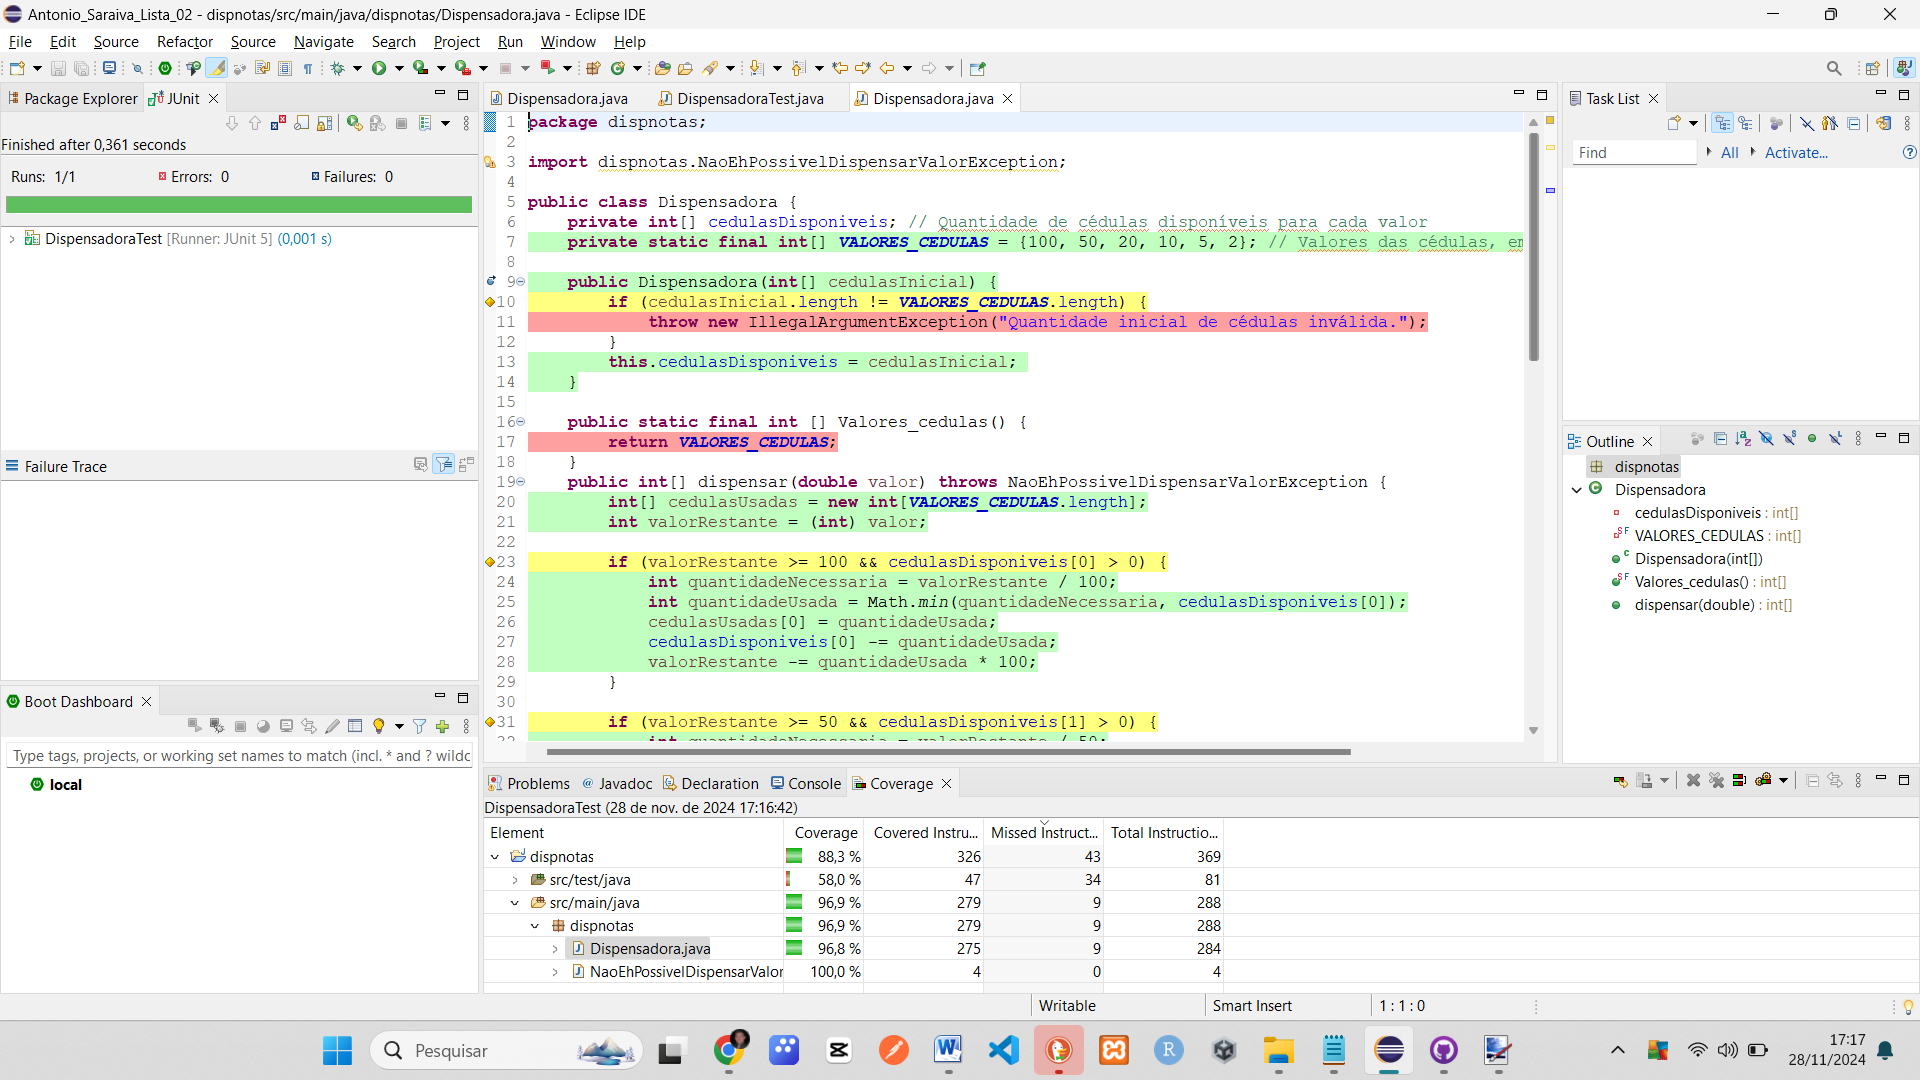 Antonio_Saraiva_Lista_02 - dispnotas/src/main/java/dispnotas/Dispensadora.java - Eclipse IDE
File Edit Source Refactor Source Navigate Search Project Run Window Help
Package Explorer JUnit
Finished after 0,361 seconds
Runs: 1/1 Errors: 0 Failures: 0
DispensadoraTest [Runner: JUnit 5] (0,001 s)
Failure Trace
Boot Dashboard
Type tags, projects, or working set names to match (incl. * and ? wildc
local
Dispensadora.java DispensadoraTest.java Dispensadora.java
1 package dispnotas;
2
3 import dispnotas.NaoEhPossivelDispensarValorException;
4
5 public class Dispensadora {
6 private int[] cedulasDisponiveis; // Quantidade de cédulas disponíveis para cada valor
7 private static final int[] VALORES_CEDULAS = {100, 50, 20, 10, 5, 2}; // Valores das cédulas, em
8
9 public Dispensadora(int[] cedulasInicial) {
10 if (cedulasInicial.length != VALORES_CEDULAS.length) {
11 throw new IllegalArgumentException("Quantidade inicial de cédulas inválida.");
12 }
13 this.cedulasDisponiveis = cedulasInicial;
14 }
15
16 public static final int [] Valores_cedulas() {
17 return VALORES_CEDULAS;
18 }
19 public int[] dispensar(double valor) throws NaoEhPossivelDispensarValorException {
20 int[] cedulasUsadas = new int[VALORES_CEDULAS.length];
21 int valorRestante = (int) valor;
22
23 if (valorRestante >= 100 && cedulasDisponiveis[0] > 0) {
24 int quantidadeNecessaria = valorRestante / 100;
25 int quantidadeUsada = Math.min(quantidadeNecessaria, cedulasDisponiveis[0]);
26 cedulasUsadas[0] = quantidadeUsada;
27 cedulasDisponiveis[0] -= quantidadeUsada;
28 valorRestante -= quantidadeUsada * 100;
29 }
30
31 if (valorRestante >= 50 && cedulasDisponiveis[1] > 0) {
32 int quantidadeNecessaria = valorRestante / 50;
Task List
Find All Activate...
Outline
dispnotas
Dispensadora
cedulasDisponiveis : int[]
VALORES_CEDULAS : int[]
Dispensadora(int[])
Valores_cedulas() : int[]
dispensar(double) : int[]
Problems Javadoc Declaration Console Coverage
DispensadoraTest (28 de nov. de 2024 17:16:42)
Element Coverage Covered Instru... Missed Instruct... Total Instructio...
dispnotas 88,3 % 326 43 369
src/test/java 58,0 % 47 34 81
src/main/java 96,9 % 279 9 288
dispnotas 96,9 % 279 9 288
Dispensadora.java 96,8 % 275 9 284
NaoEhPossivelDispensarValor 100,0 % 4 0 4
Writable Smart Insert 1 : 1 : 0
Pesquisar
17:17
28/11/2024